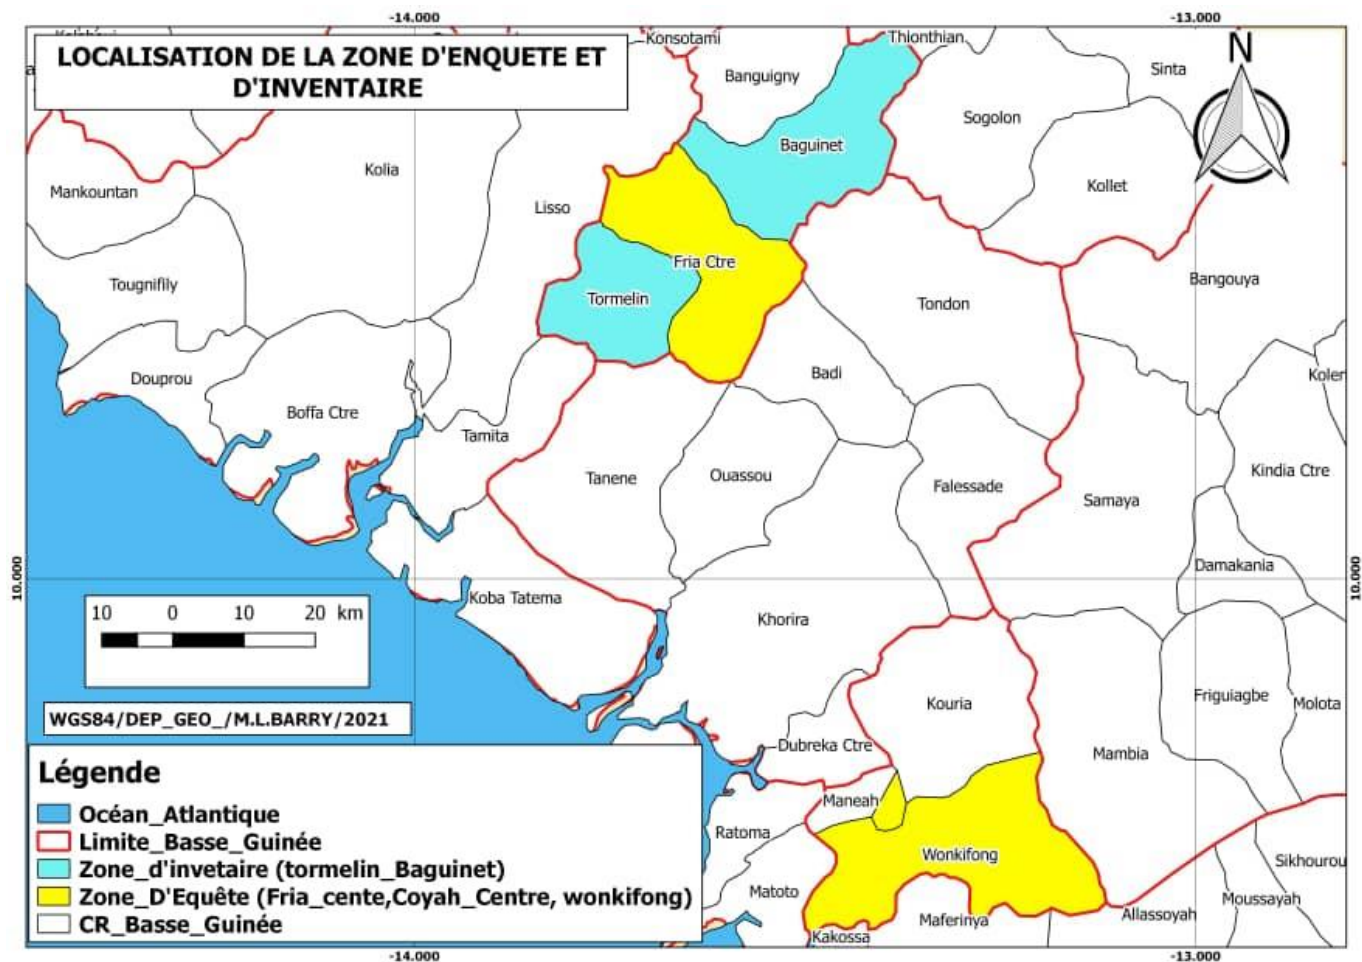 -14.000
-13.000
LOCALISATION DE LA ZONE D'ENQUETE ET
D'INVENTAIRE
Konsotami
Thionthian
N
Banguigny
Sinta
Sogolon
Baguinet
Kolia
Mankountan
Kollet
Lisso
Fria Ctre
Tougnifily
Bangouya
Tormelin
Tondon
Douprou
Badi
Koler
Boffa Ctre
Tamita
Tanene
Ouassou
Falessade
Kindia Ctre
Samaya
10.000
10.000
Damakania
Koba Tatema
10 0 10 20 km
Khorira
Kouria
Friguiagbe
Molota
WGS84/DEP_GEO_/M.L.BARRY/2021
Dubreka Ctre
Mambia
Légende
Océan_Atlantique
Limite_Basse_Guinée
Zone_d'invetaire (tormelin_Baguinet)
Zone_D'Equête (Fria_cente,Coyah_Centre, wonkifong)
CR_Basse_Guinée
Maneah
Ratoma
Wonkifong
Sikhourou
Matoto
Moussayah
Maferinya
Allassoyah
Kakossa
-14.000
-13.000